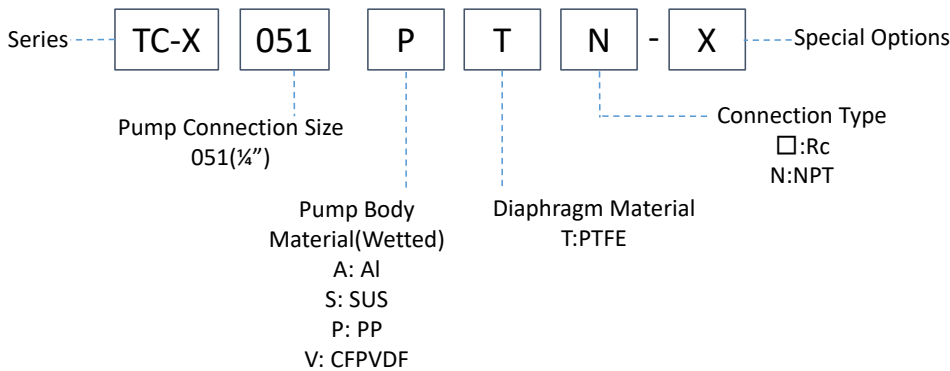 Series TC-X 051 P T N - X Special Options
Pump Connection Size
051(¼”)
Connection Type
□:Rc
N:NPT
Pump Body
Material(Wetted)
A: Al
S: SUS
P: PP
V: CFPVDF
Diaphragm Material
T:PTFE